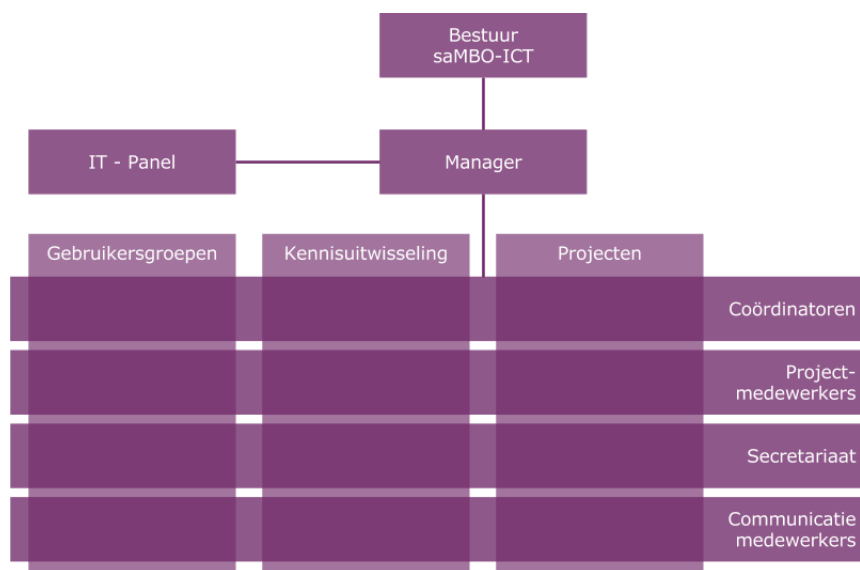 Bestuur
saMBO-ICT
IT - Panel
Manager
Gebruikersgroepen
Kennisuitwisseling
Projecten
Coördinatoren
Project-
medewerkers
Secretariaat
Communicatie
medewerkers